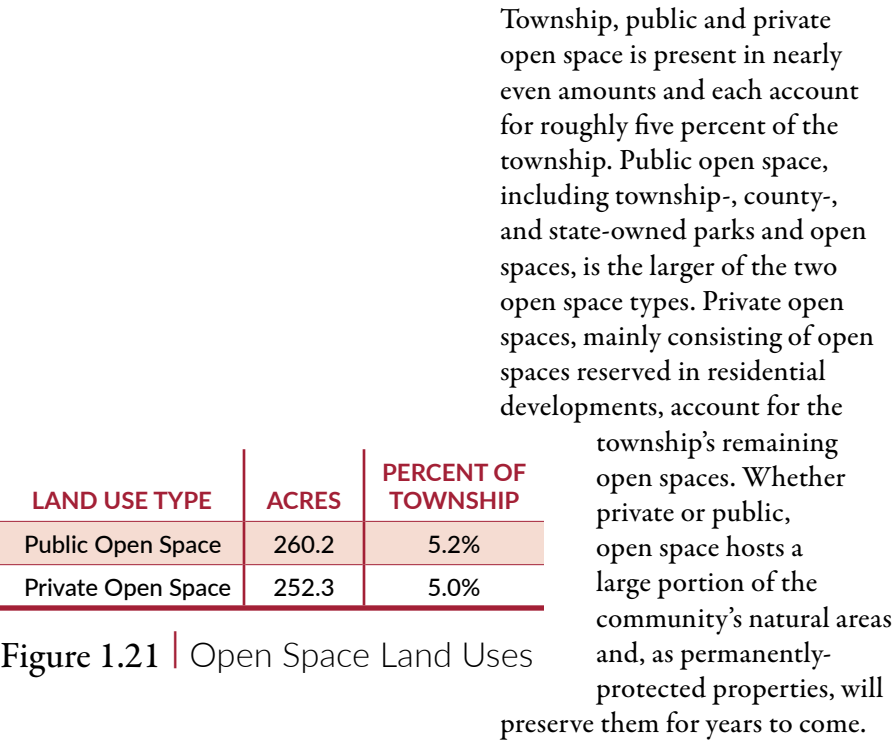 Township, public and private
open space is present in nearly
even amounts and each account
for roughly five percent of the
township. Public open space,
including township-, county-,
and state-owned parks and open
spaces, is the larger of the two
open space types. Private open
spaces, mainly consisting of open
spaces reserved in residential
developments, account for the
township’s remaining
open spaces. Whether
private or public,
open space hosts a
large portion of the
community’s natural areas
and, as permanently-
protected properties, will
preserve them for years to come.
LAND USE TYPE ACRES PERCENT OF TOWNSHIP
Public Open Space 260.2 5.2%
Private Open Space 252.3 5.0%
Figure 1.21 | Open Space Land Uses